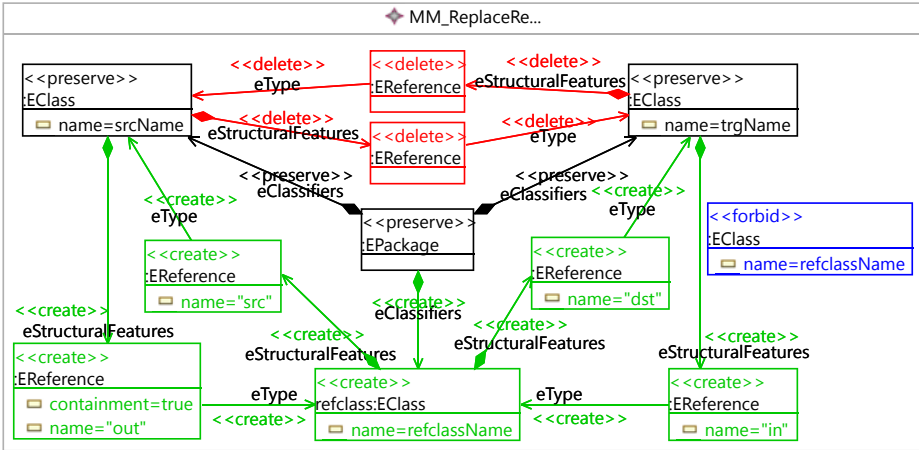 MM_ReplaceRe...
<<preserve>>
:EClass
name=srcName
<<delete>>
eType
<<delete>>
:EReference
<<delete>>
eStructuralFeatures
<<preserve>>
:EClass
name=trgName
<<delete>>
eStructuralFeatures
<<delete>>
:EReference
<<delete>>
eType
<<preserve>>
eClassifiers
<<preserve>>
eClassifiers
<<create>>
eType
<<preserve>>
:EPackage
<<create>>
eType
<<forbid>>
:EClass
name=refclassName
<<create>>
:EReference
name="src"
<<create>>
:EReference
name="dst"
<<create>>
eStructuralFeatures
<<create>>
eClassifiers
<<create>>
eStructuralFeatures
<<create>>
eStructuralFeatures
<<create>>
eStructuralFeatures
<<create>>
:EReference
containment=true
name="out"
eType
<<create>>
<<create>>
refclass:EClass
name=refclassName
eType
<<create>>
<<create>>
:EReference
name="in"